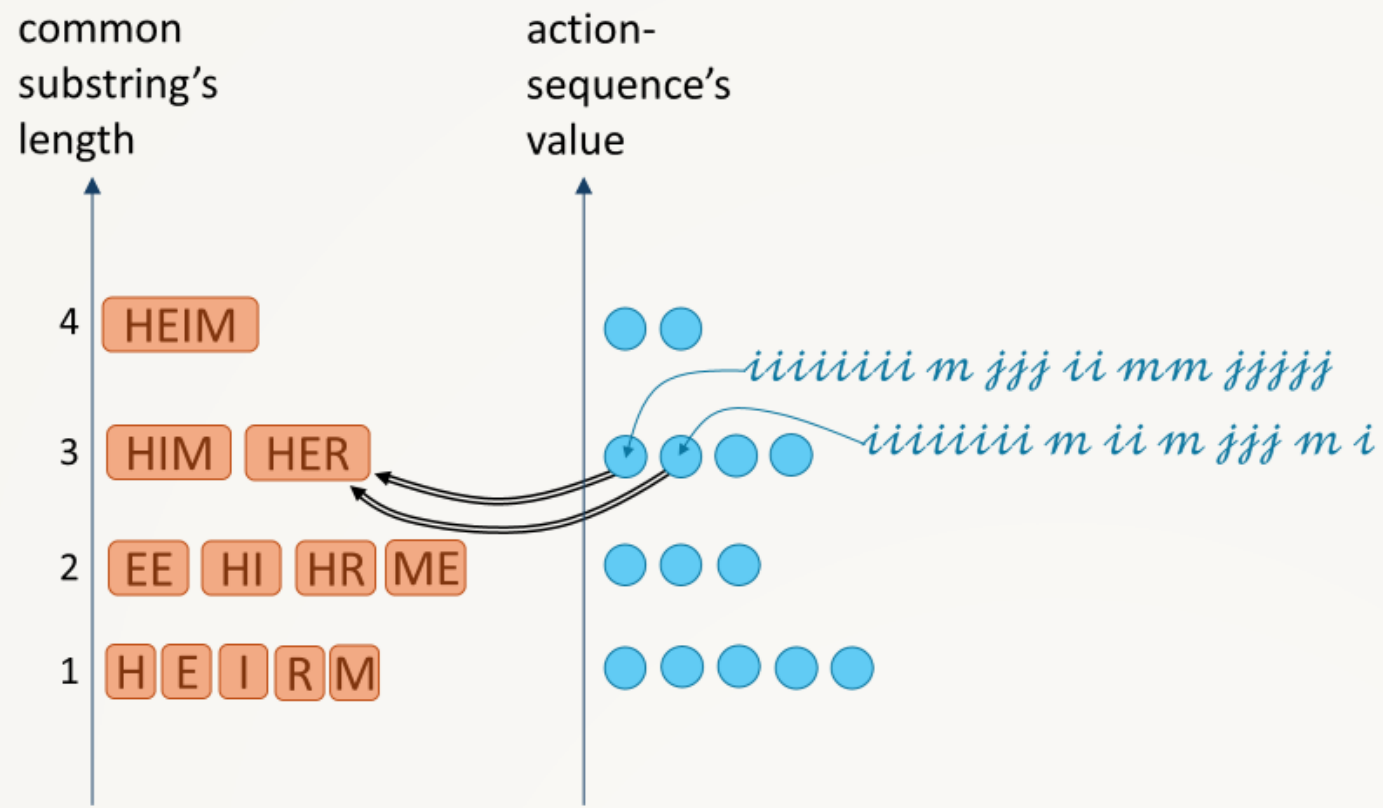 common
substring's
length
action-
sequence's
value
4 HEIM
iiiiiiii m jjj ii mm jjjjj
3 HIM HER
iiiiiiii m ii m jjj m i
2 EE HI HR ME
1 H E I R M